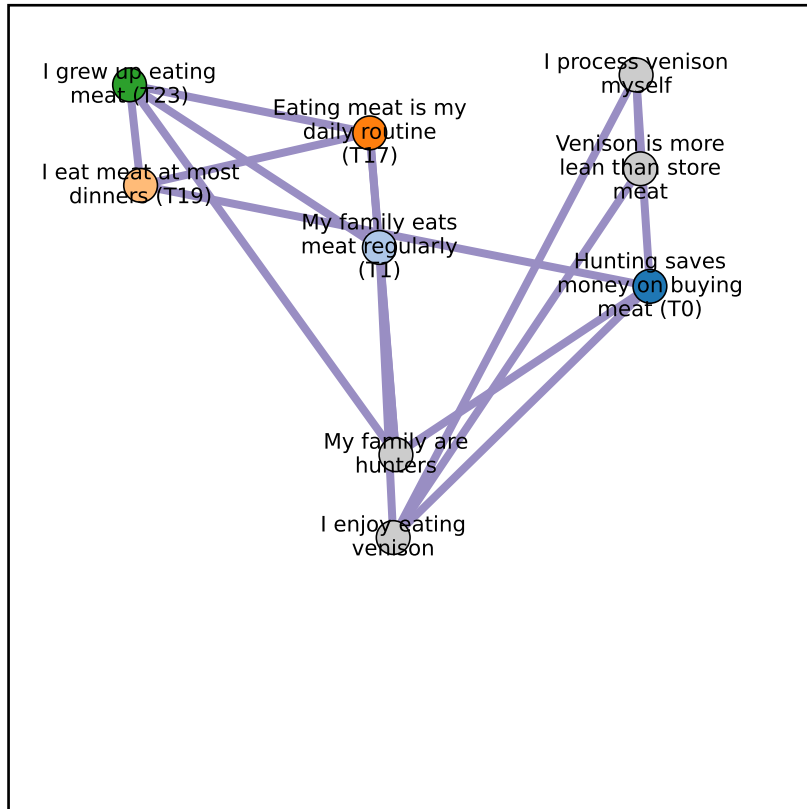 I grew up eating
meat (T23)
I process venison
myself
Eating meat is my
daily routine
(T17)
Venison is more
lean than store
meat
I eat meat at most
dinners (T19)
My family eats
meat regularly
(T1)
Hunting saves
money on buying
meat (T0)
My family are
hunters
I enjoy eating
venison